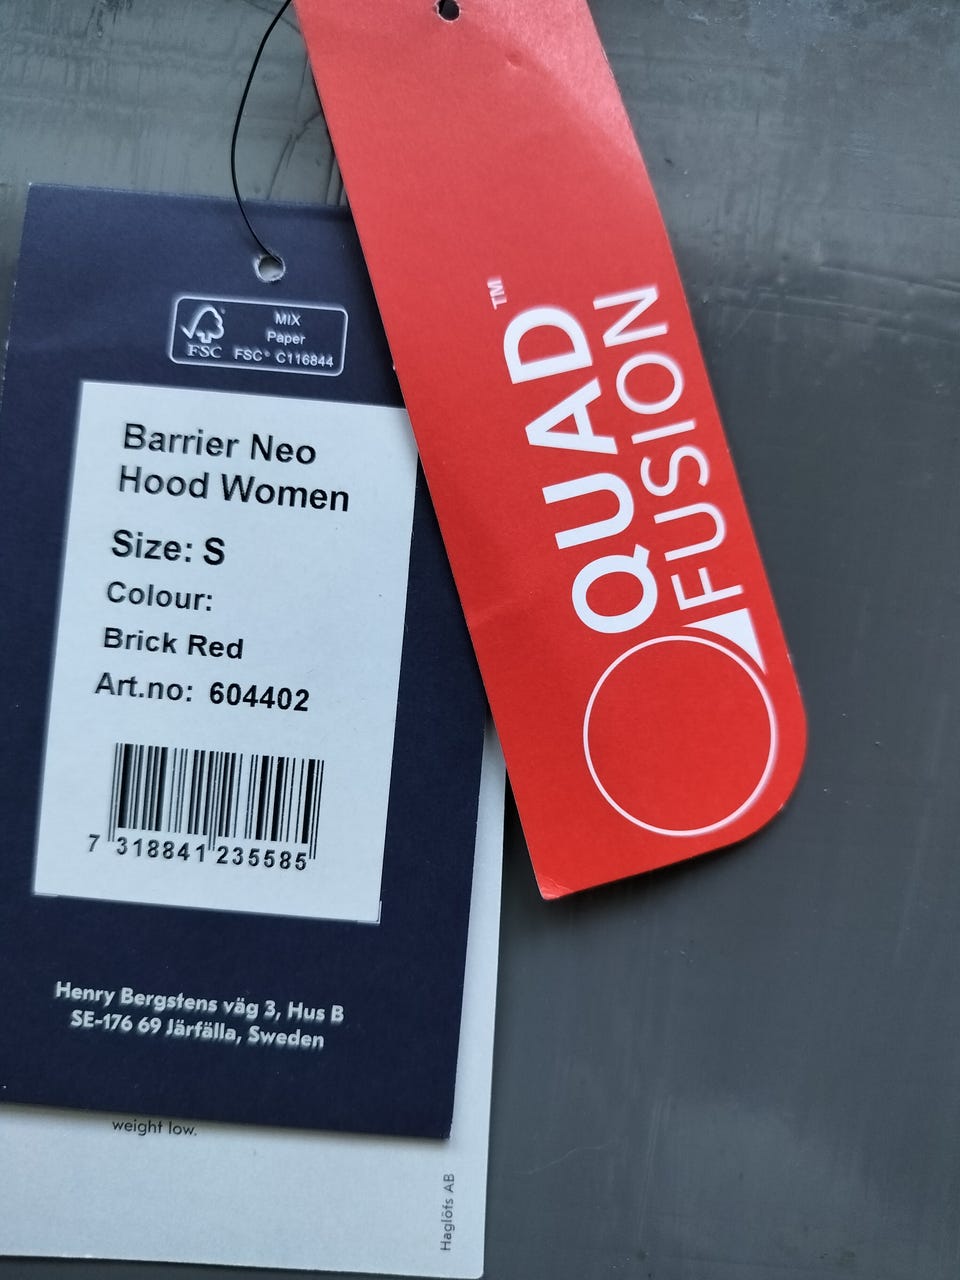 FSC
MIX
Paper
FSC® C116844
Barrier Neo
Hood Women
Size: S
Colour:
Brick Red
Art.no: 604402
7 318841 235585
Henry Bergstens väg 3, Hus B
SE-176 69 Järfälla, Sweden
weight low.
Haglöfs AB
QUAD™
FUSION